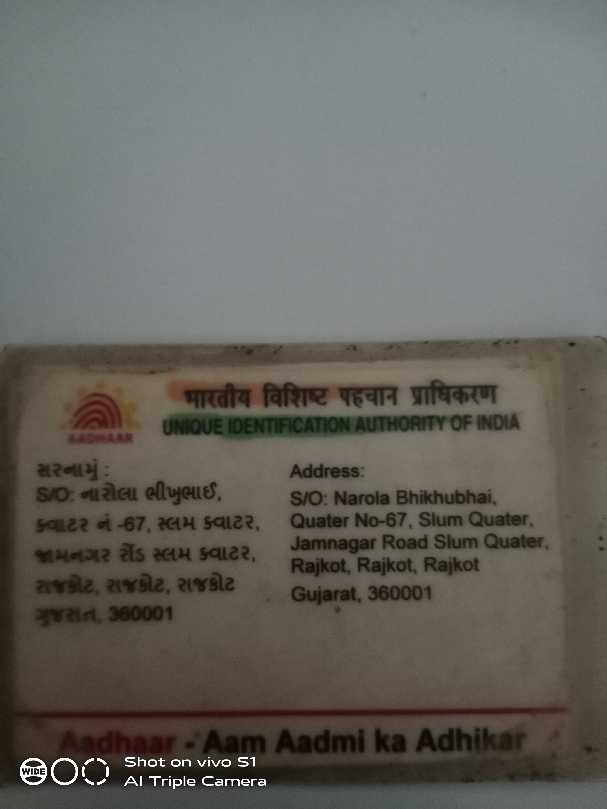 भारतीय विशिष्ट पहचान प्राधिकरण
UNIQUE IDENTIFICATION AUTHORITY OF INDIA
AADHAAR
સરનામું :
S/O: નારોલા ભીખુભાઈ,
ક્વાટર નં -67, સ્લમ ક્વાટર,
જામનગર રોંડ સ્લમ ક્વાટર,
રાજકોટ, રાજકોટ, રાજકોટ
ગુજરાત, 360001
Address:
S/O: Narola Bhikhubhai,
Quater No-67, Slum Quater,
Jamnagar Road Slum Quater,
Rajkot, Rajkot, Rajkot
Gujarat, 360001
Aadhaar - Aam Aadmi ka Adhikar
WIDE
Shot on vivo S1
AI Triple Camera